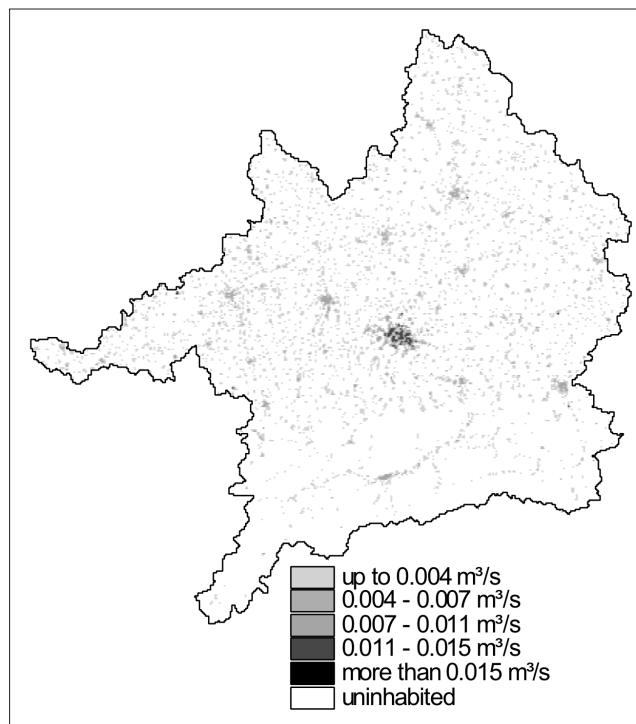 up to 0.004 m³/s
0.004 - 0.007 m³/s
0.007 - 0.011 m³/s
0.011 - 0.015 m³/s
more than 0.015 m³/s
uninhabited